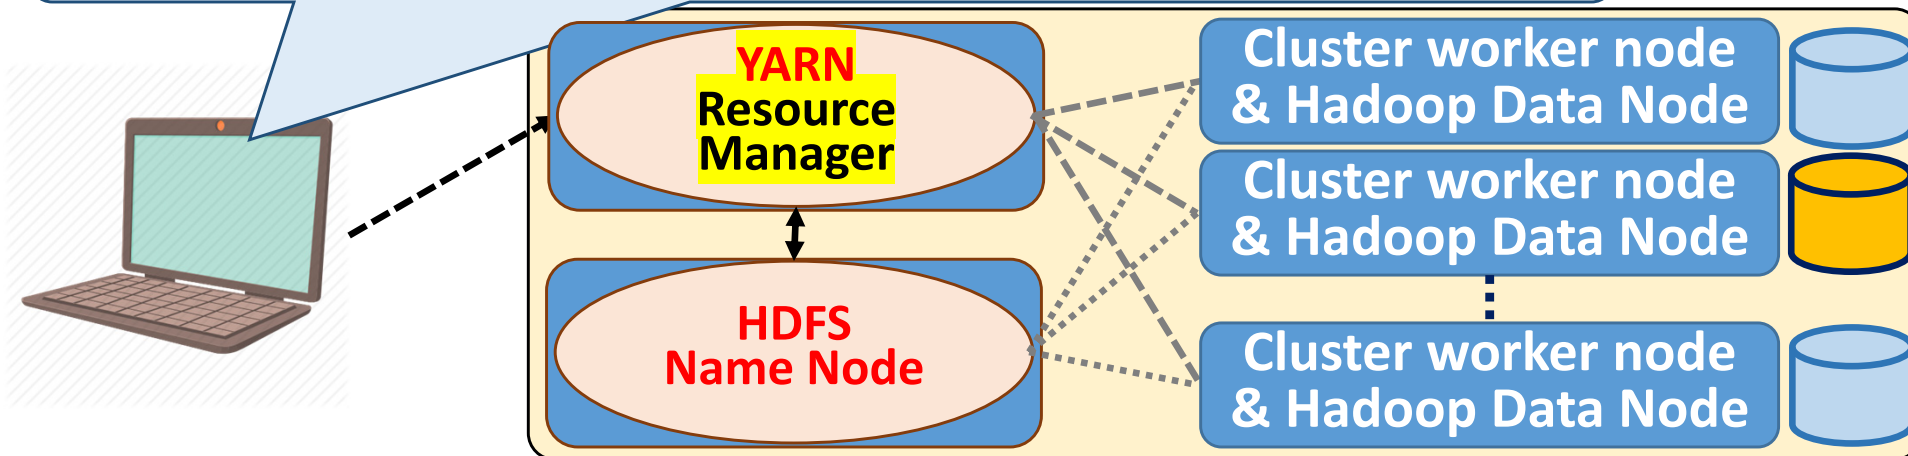 YARN
Resource
Manager
HDFS
Name Node
Cluster worker node
& Hadoop Data Node
Cluster worker node
& Hadoop Data Node
Cluster worker node
& Hadoop Data Node